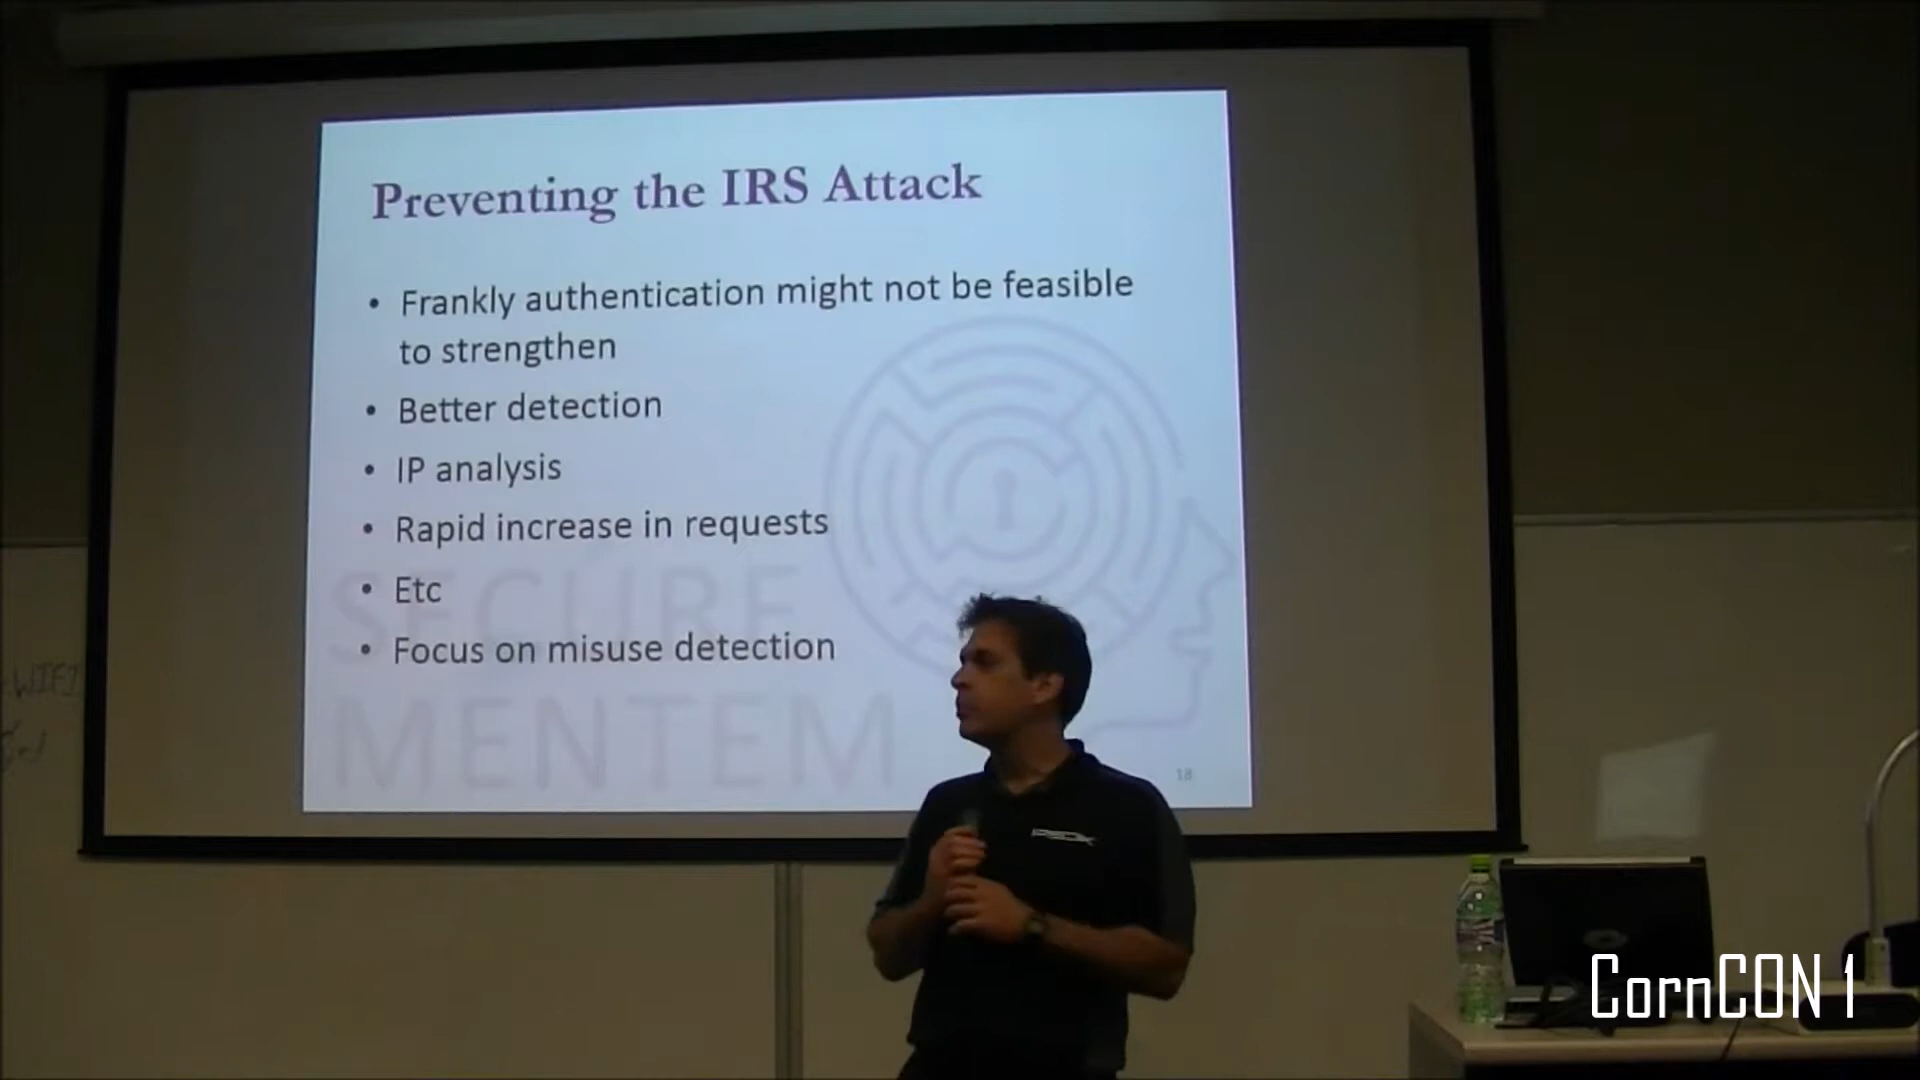 Preventing the IRS Attack
• Frankly authentication might not be feasible
to strengthen
• Better detection
• IP analysis
• Rapid increase in requests
• Etc
• Focus on misuse detection
SECURE
MENTEM
18
CornCON 1